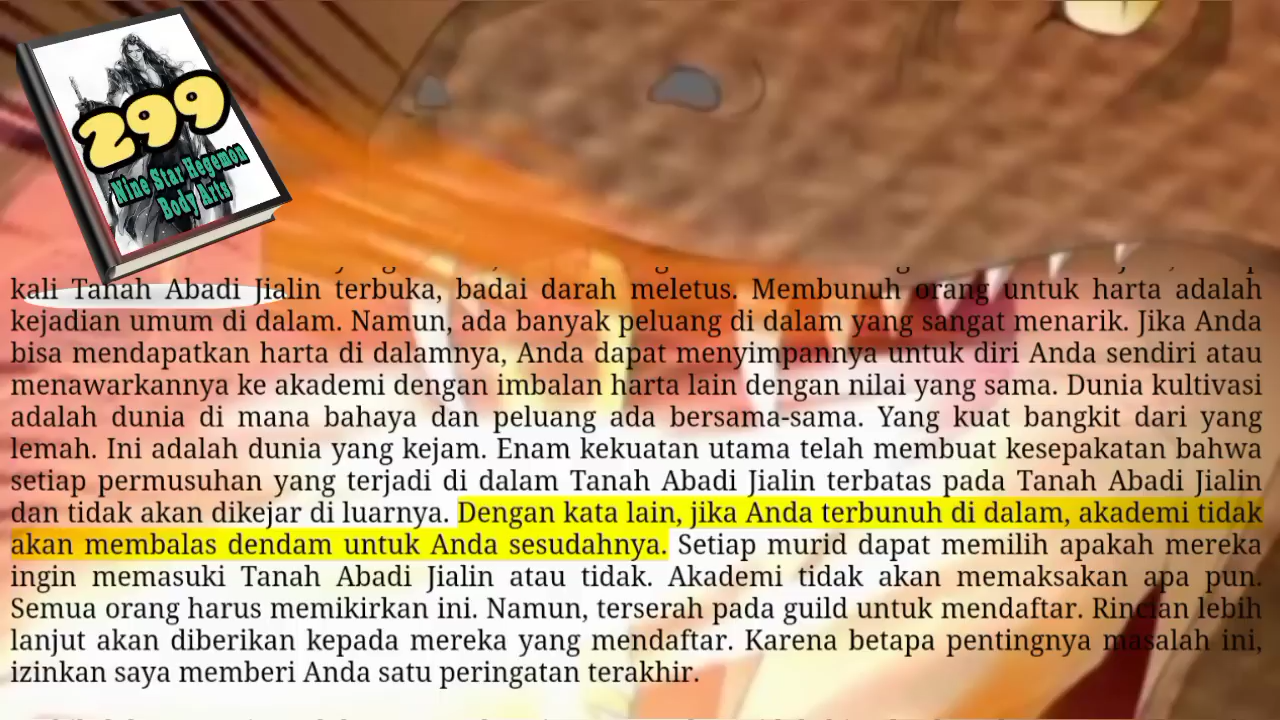 299
Nine Star Hegemon
Body Arts
kali Tanah Abadi Jialin terbuka, badai darah meletus. Membunuh orang untuk harta adalah
kejadian umum di dalam. Namun, ada banyak peluang di dalam yang sangat menarik. Jika Anda
bisa mendapatkan harta di dalamnya, Anda dapat menyimpannya untuk diri Anda sendiri atau
menawarkannya ke akademi dengan imbalan harta lain dengan nilai yang sama. Dunia kultivasi
adalah dunia di mana bahaya dan peluang ada bersama-sama. Yang kuat bangkit dari yang
lemah. Ini adalah dunia yang kejam. Enam kekuatan utama telah membuat kesepakatan bahwa
setiap permusuhan yang terjadi di dalam Tanah Abadi Jialin terbatas pada Tanah Abadi Jialin
dan tidak akan dikejar di luarnya. Dengan kata lain, jika Anda terbunuh di dalam, akademi tidak
akan membalas dendam untuk Anda sesudahnya. Setiap murid dapat memilih apakah mereka
ingin memasuki Tanah Abadi Jialin atau tidak. Akademi tidak akan memaksakan apa pun.
Semua orang harus memikirkan ini. Namun, terserah pada guild untuk mendaftar. Rincian lebih
lanjut akan diberikan kepada mereka yang mendaftar. Karena betapa pentingnya masalah ini,
izinkan saya memberi Anda satu peringatan terakhir.